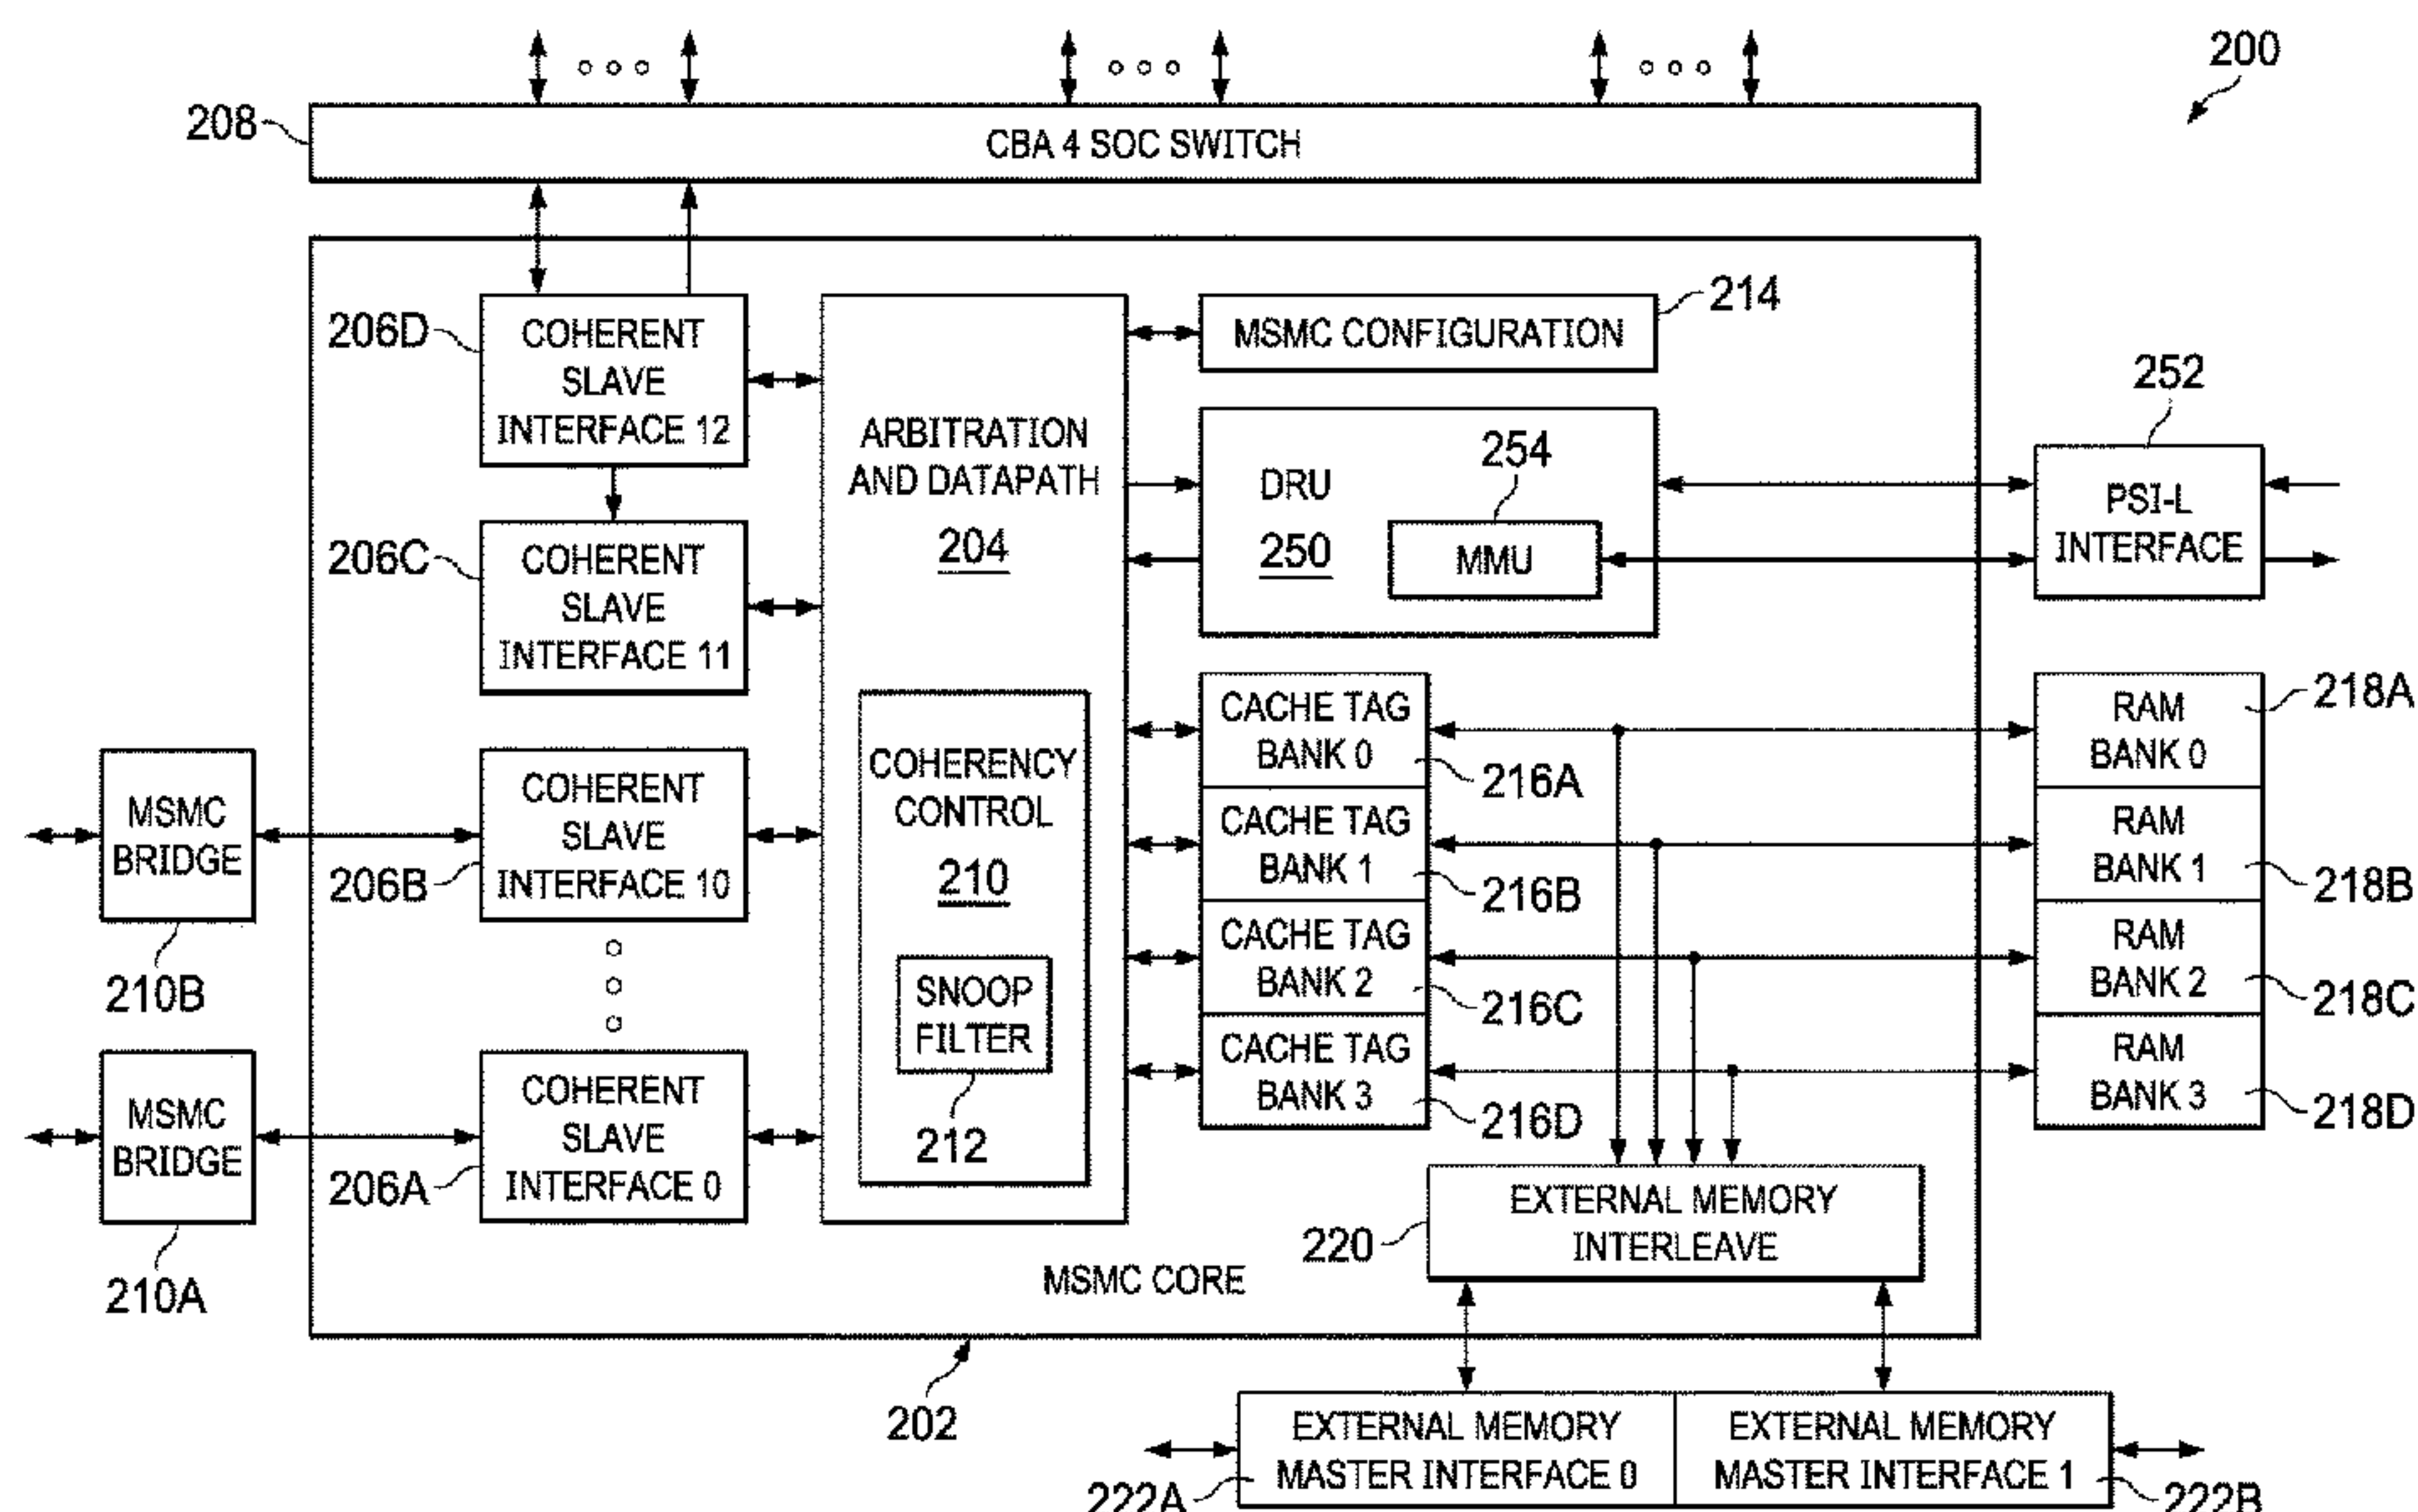 200
208
CBA 4 SOC SWITCH
206D
COHERENT
SLAVE
INTERFACE 12
206C
COHERENT
SLAVE
INTERFACE 11
MSMC
BRIDGE
210B
206B
COHERENT
SLAVE
INTERFACE 10
MSMC
BRIDGE
210A
206A
COHERENT
SLAVE
INTERFACE 0
ARBITRATION
AND DATAPATH
204
COHERENCY
CONTROL
210
SNOOP
FILTER
212
MSMC CONFIGURATION
214
DRU
250
254
MMU
252
PSI-L
INTERFACE
CACHE TAG
BANK 0
216A
CACHE TAG
BANK 1
216B
CACHE TAG
BANK 2
216C
CACHE TAG
BANK 3
216D
RAM
BANK 0
218A
RAM
BANK 1
218B
RAM
BANK 2
218C
RAM
BANK 3
218D
220
EXTERNAL MEMORY
INTERLEAVE
MSMC CORE
202
EXTERNAL MEMORY
MASTER INTERFACE 0
222A
EXTERNAL MEMORY
MASTER INTERFACE 1
222B